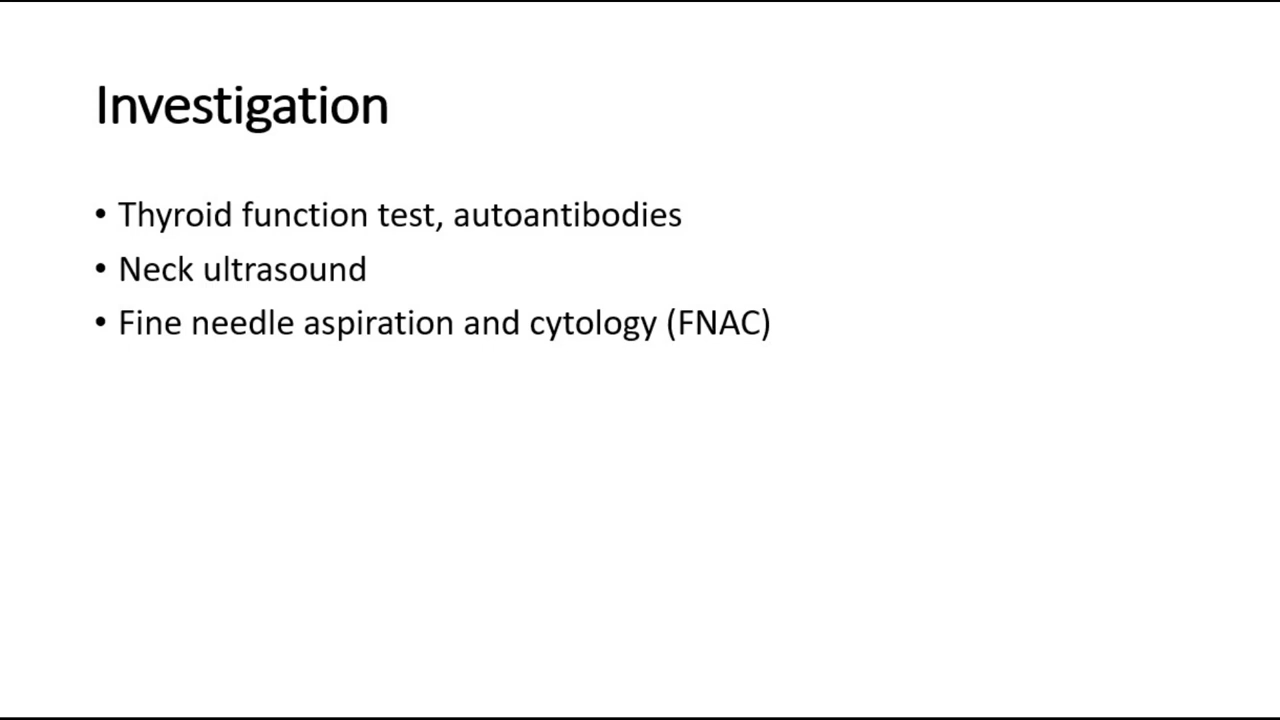 Investigation
• Thyroid function test, autoantibodies
• Neck ultrasound
• Fine needle aspiration and cytology (FNAC)